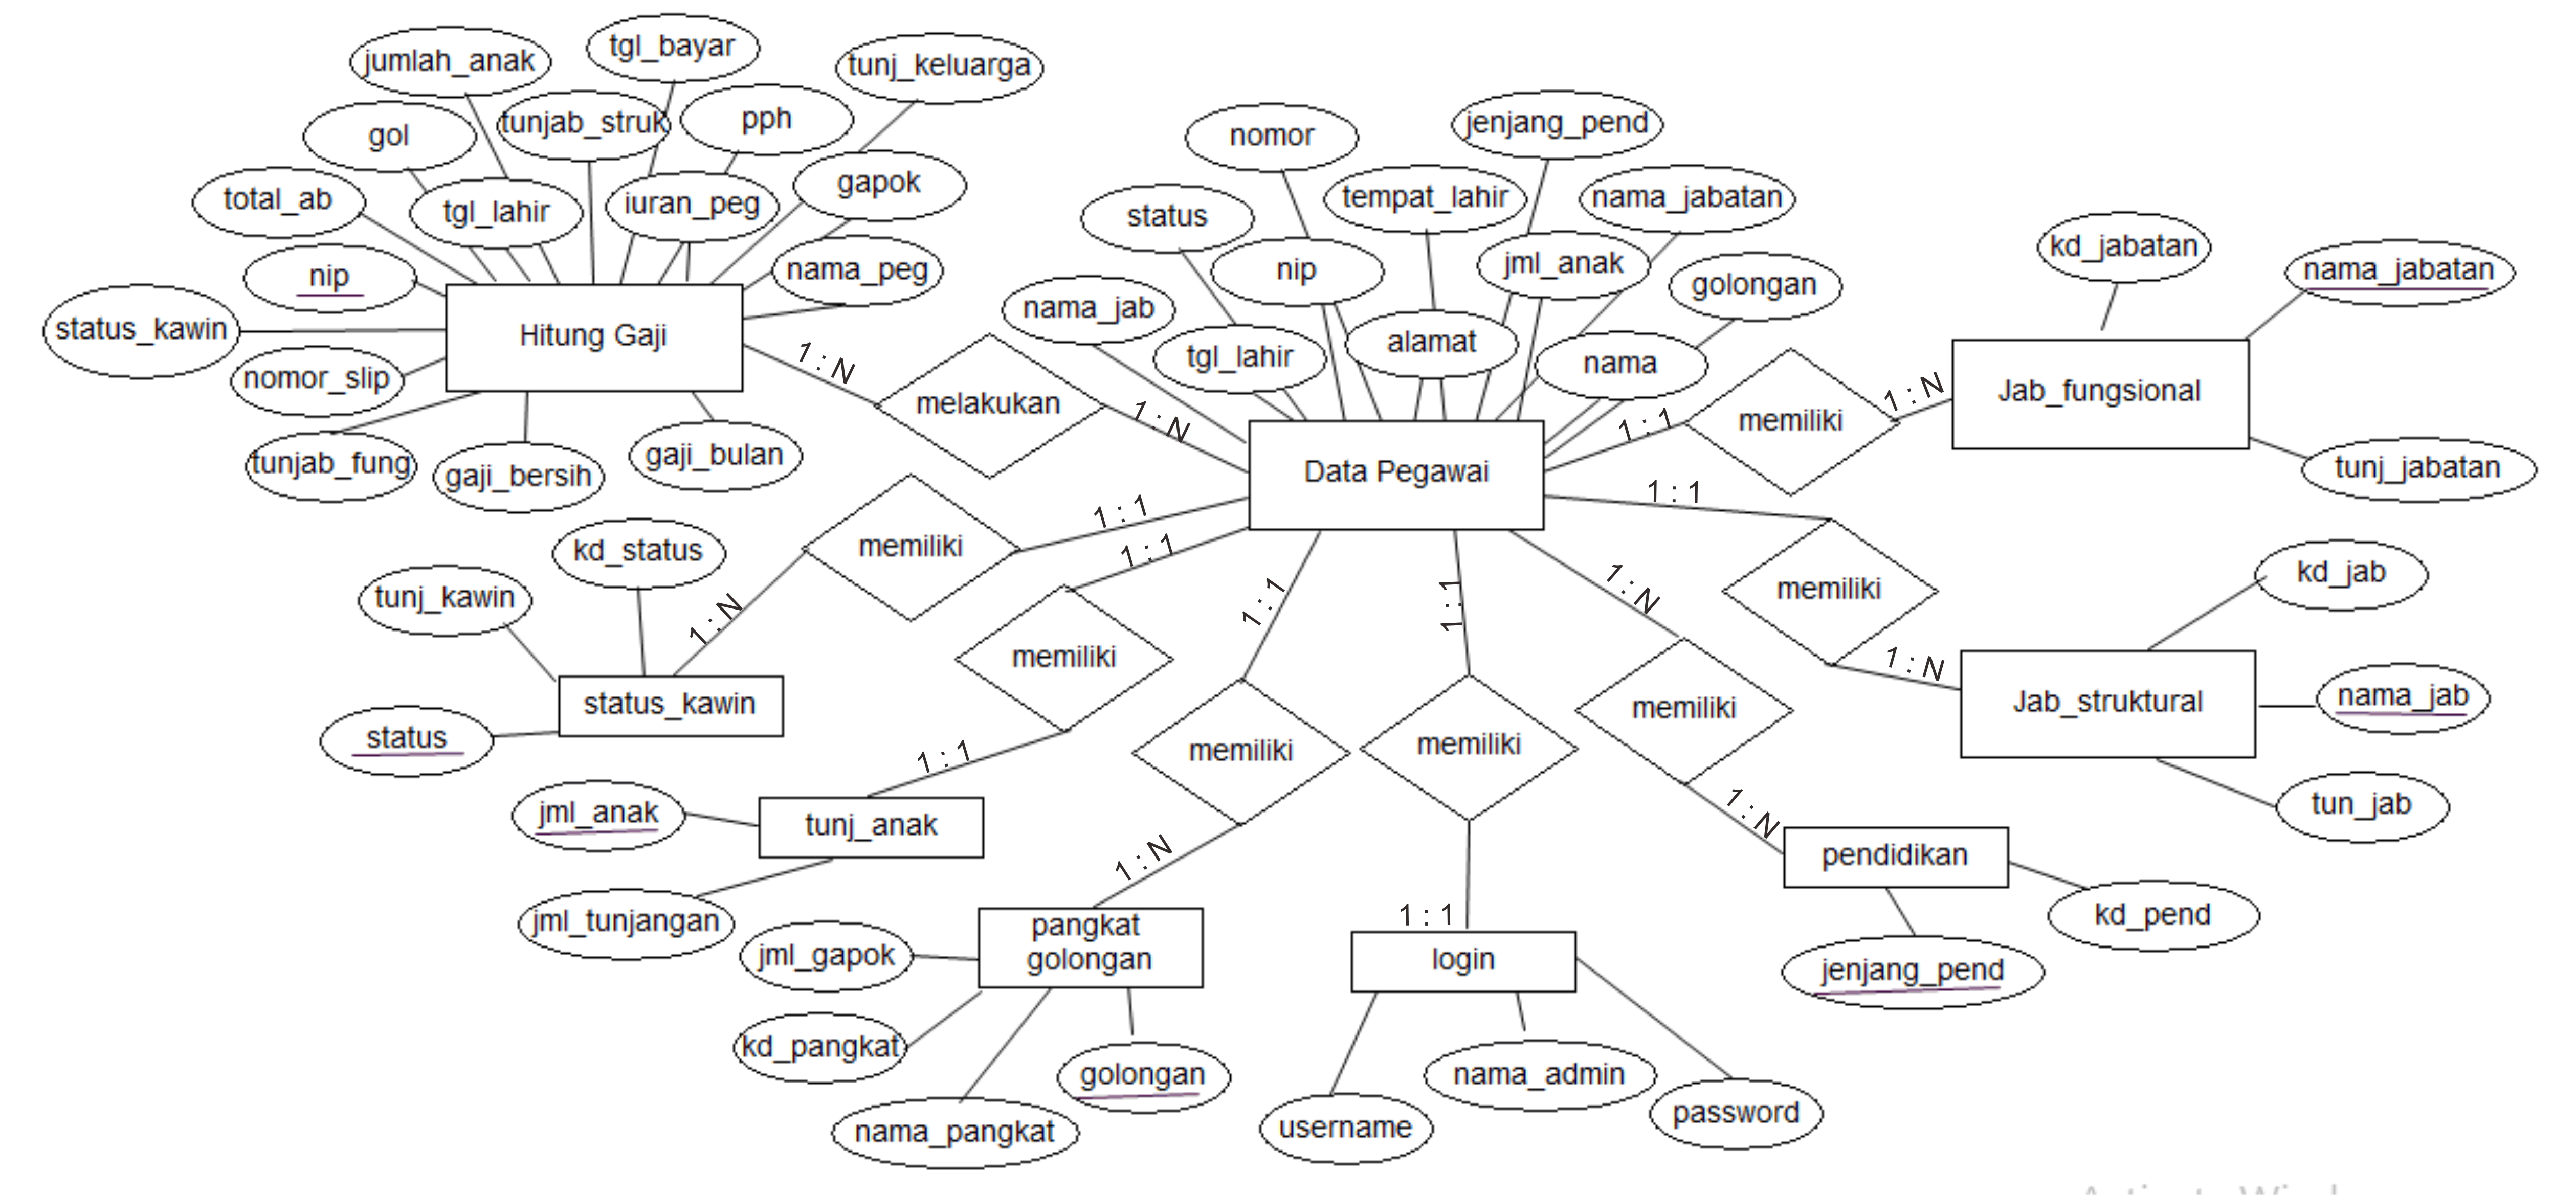 tgl_bayar
jumlah_anak
tunj_keluarga
tunjab_struk
pph
gol
gapok
total_ab
tgl_lahir
iuran_peg
nip
nama_peg
status_kawin
Hitung Gaji
nomor_slip
tunjab_fung
gaji_bersih
gaji_bulan
1 : N
melakukan
1 : N
jenjang_pend
nomor
tempat_lahir
nama_jabatan
status
nip
jml_anak
golongan
nama_jab
tgl_lahir
alamat
nama
Data Pegawai
1 : 1
memiliki
1 : N
kd_jabatan
nama_jabatan
Jab_fungsional
tunj_jabatan
1 : 1
memiliki
1 : N
kd_jab
Jab_struktural
nama_jab
tun_jab
1 : 1
memiliki
1 : N
kd_status
tunj_kawin
status_kawin
status
1 : 1
memiliki
1 : 1
jml_anak
tunj_anak
jml_tunjangan
1 : 1
memiliki
1 : N
pangkat
golongan
jml_gapok
kd_pangkat
golongan
nama_pangkat
1 : 1
memiliki
1 : 1
login
nama_admin
username
password
1 : N
memiliki
1 : N
pendidikan
kd_pend
jenjang_pend